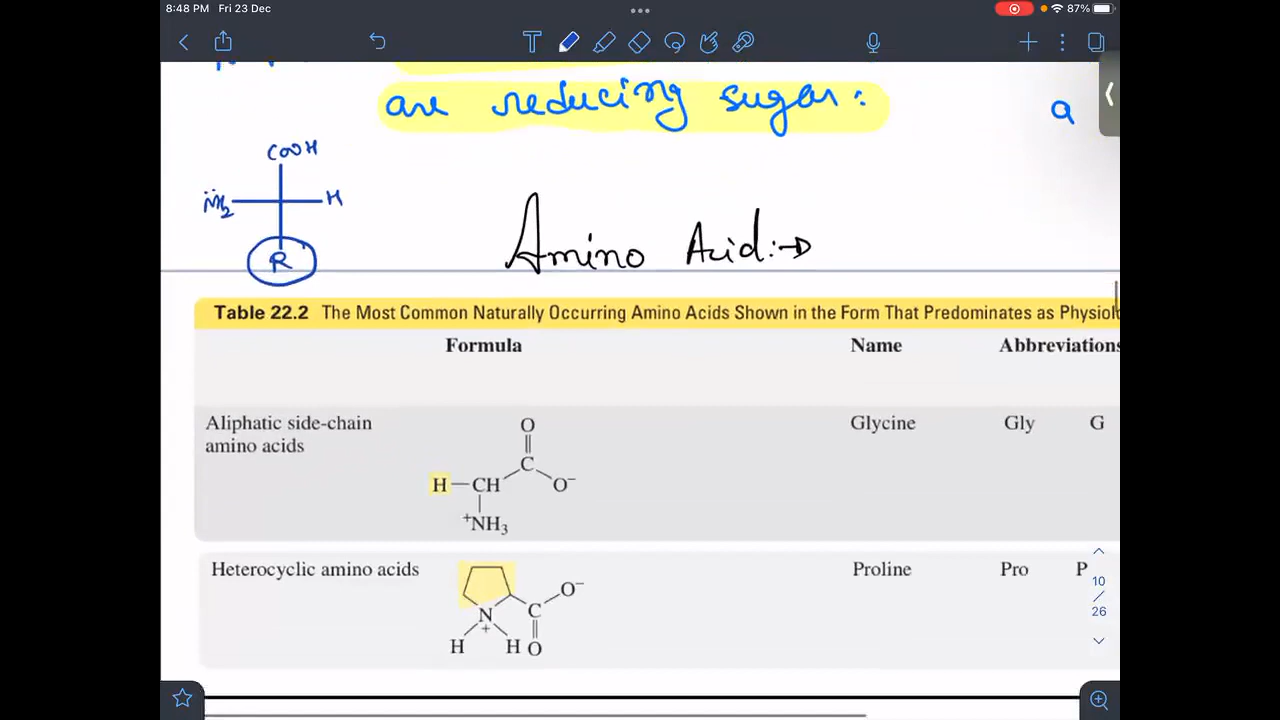 8:48 PM Fri 23 Dec
87%
are reducing sugar:
a
COOH
N̈H2 H
R
Amino Acid:→
Table 22.2 The Most Common Naturally Occurring Amino Acids Shown in the Form That Predominates as
Formula Name Abbreviations
Aliphatic side-chain
amino acids
Glycine Gly G
O
C
H—CH O⁻
⁺NH₃
Heterocyclic amino acids
Proline Pro P
O⁻
N C
+
H H O
10
/
26